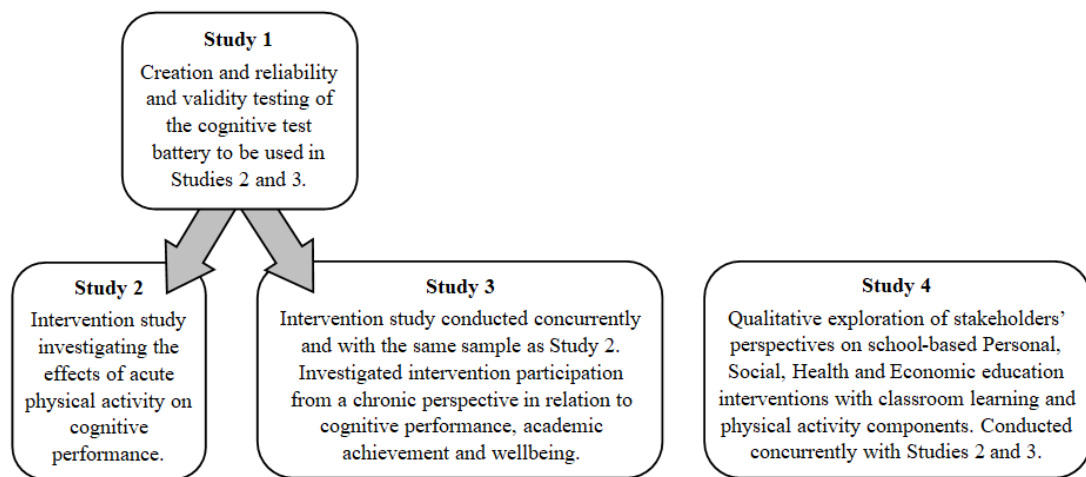 Study 1
Creation and reliability
and validity testing of
the cognitive test
battery to be used in
Studies 2 and 3.
Study 2
Intervention study
investigating the
effects of acute
physical activity on
cognitive
performance.
Study 3
Intervention study conducted concurrently
and with the same sample as Study 2.
Investigated intervention participation
from a chronic perspective in relation to
cognitive performance, academic
achievement and wellbeing.
Study 4
Qualitative exploration of stakeholders’
perspectives on school-based Personal,
Social, Health and Economic education
interventions with classroom learning and
physical activity components. Conducted
concurrently with Studies 2 and 3.